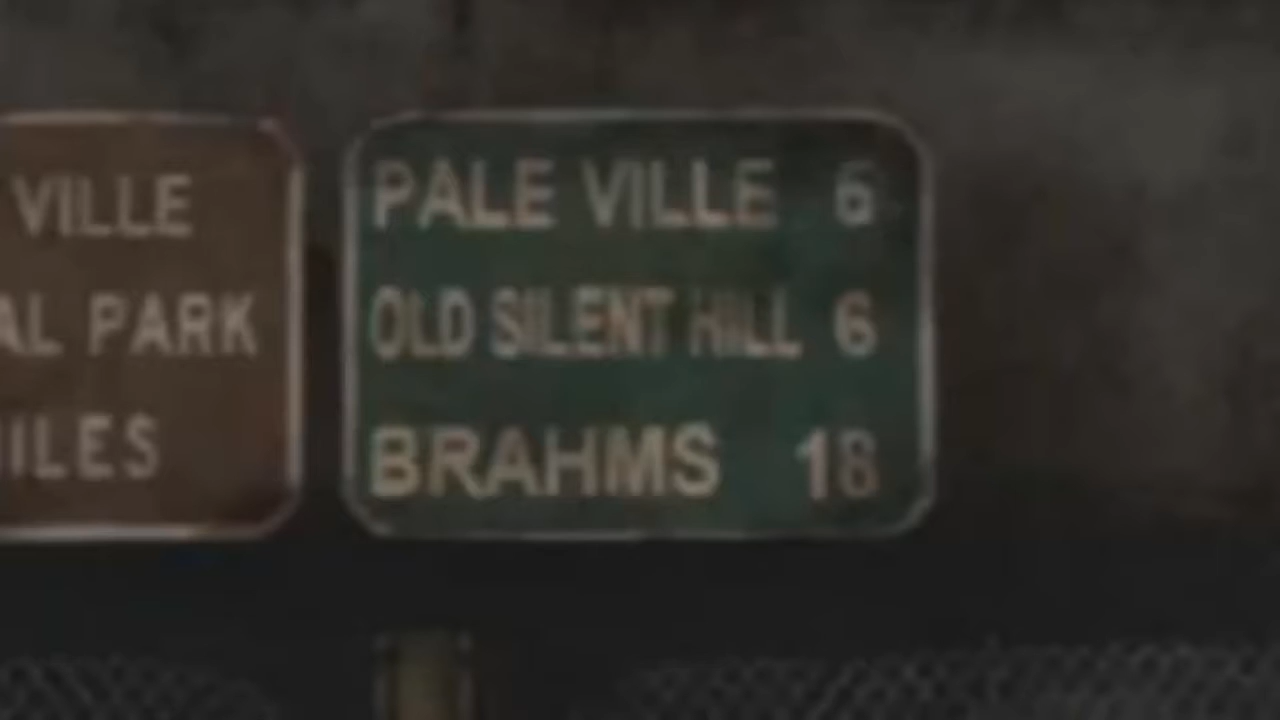 VILLE
AL PARK
ILES
PALE VILLE 6
OLD SILENT HILL 6
BRAHMS 18